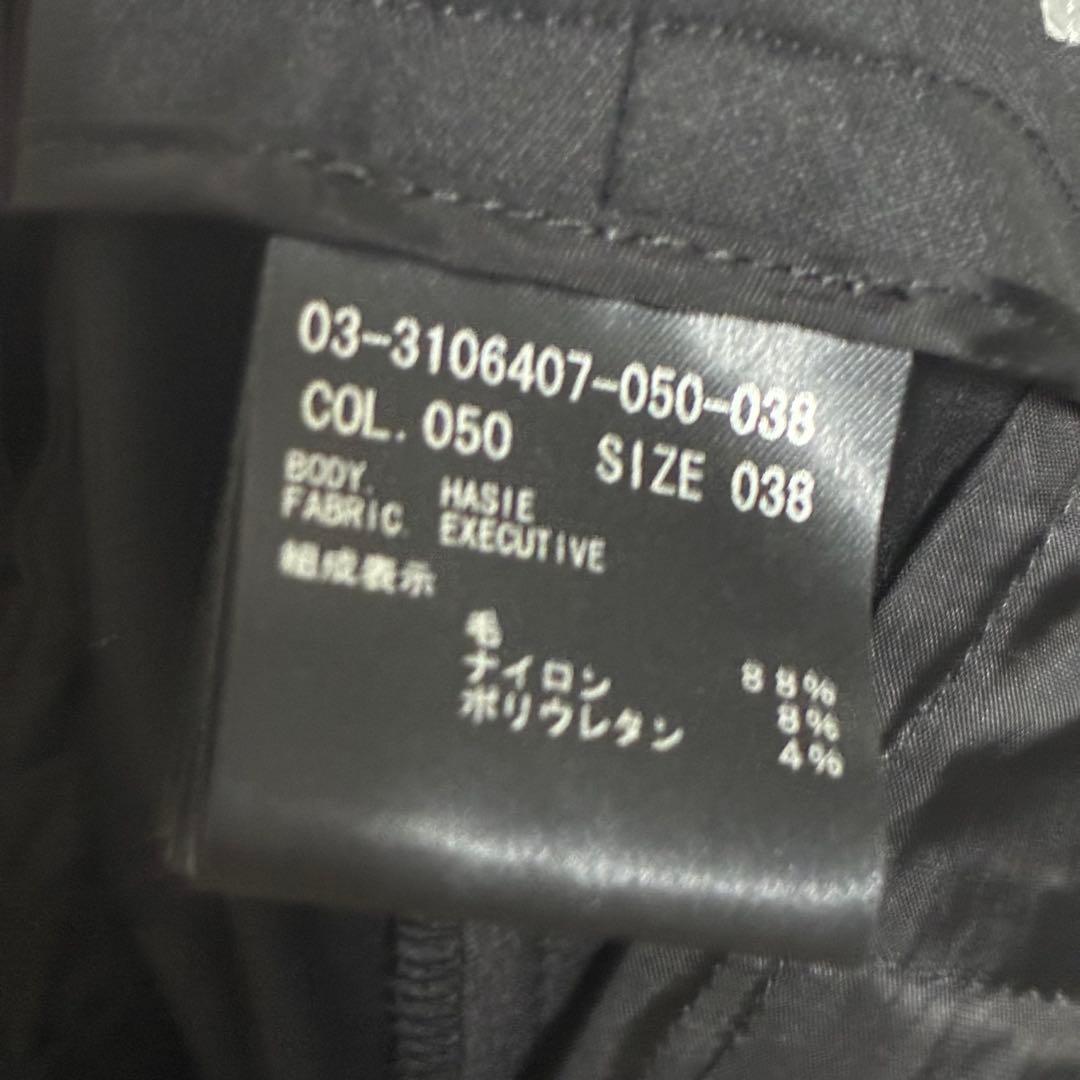 03-3106407-050-038
COL. 050 SIZE 038
BODY. HASIE
FABRIC. EXECUTIVE
組成表示
毛 88%
ナイロン 8%
ポリウレタン 4%